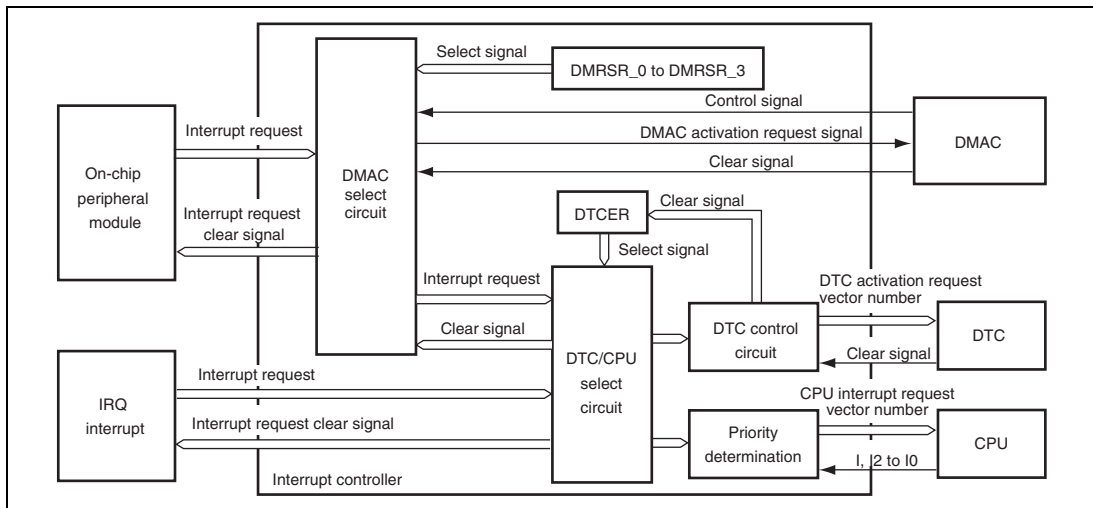 Select signal
DMRSR_0 to DMRSR_3
Control signal
Interrupt request
DMAC activation request signal
DMAC
On-chip
peripheral
module
DMAC
select
circuit
Clear signal
Interrupt request
clear signal
DTCER
Clear signal
Select signal
Interrupt request
DTC activation request
vector number
Clear signal
DTC control
circuit
DTC
DTC/CPU
select
circuit
Clear signal
Interrupt request
IRQ
interrupt
CPU interrupt request
vector number
Interrupt request clear signal
Priority
determination
CPU
I, I2 to I0
Interrupt controller